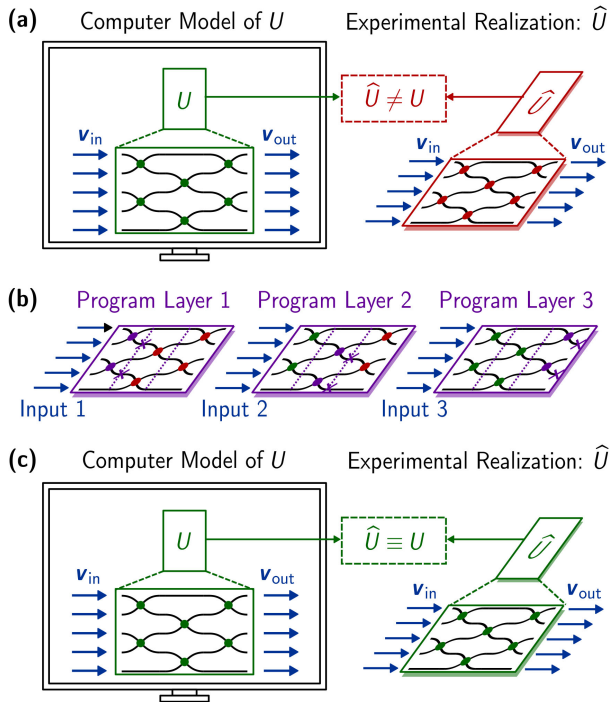 (a) Computer Model of U Experimental Realization: Û
U Û ≠ U Û
v_in v_out v_in v_out
(b) Program Layer 1 Program Layer 2 Program Layer 3
Input 1 Input 2 Input 3
(c) Computer Model of U Experimental Realization: Û
U Û ≡ U Û
v_in v_out v_in v_out